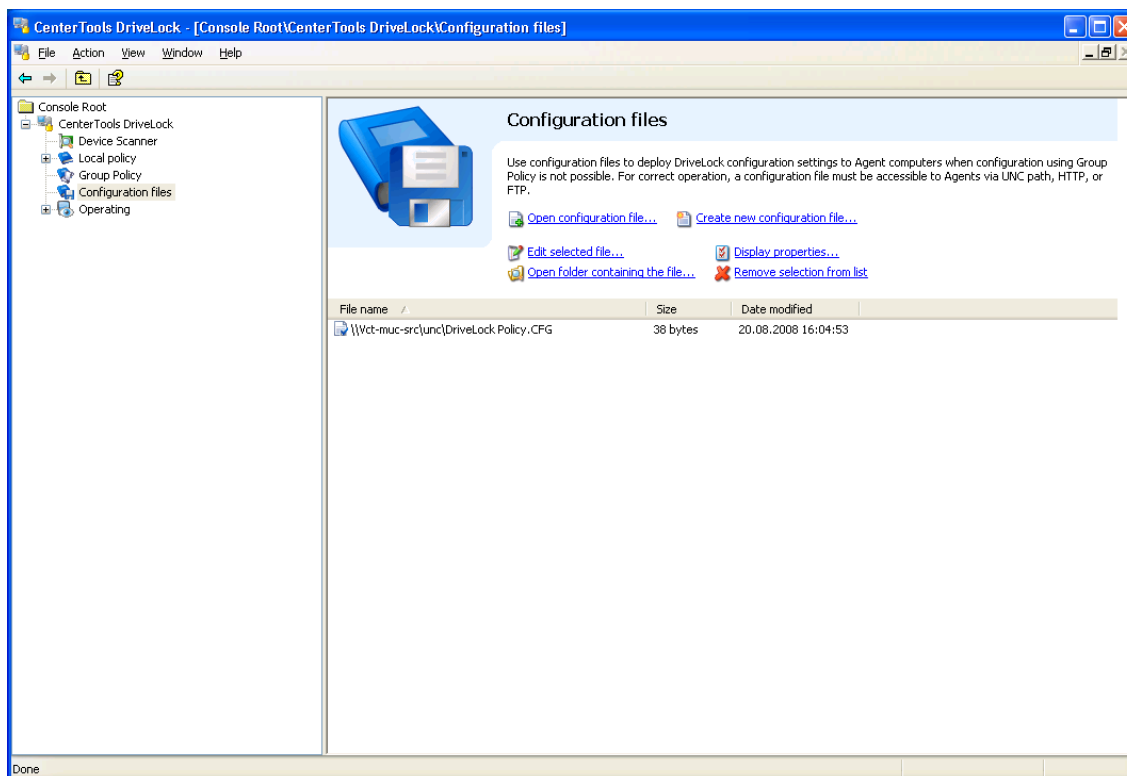 CenterTools DriveLock - [Console Root\CenterTools DriveLock\Configuration files]
File Action View Window Help
Console Root
CenterTools DriveLock
Device Scanner
Local policy
Group Policy
Configuration files
Operating
Configuration files
Use configuration files to deploy DriveLock configuration settings to Agent computers when configuration using Group
Policy is not possible. For correct operation, a configuration file must be accessible to Agents via UNC path, HTTP, or
FTP.
Open configuration file... Create new configuration file...
Edit selected file... Display properties...
Open folder containing the file... Remove selection from list
File name Size Date modified
\\Vct-muc-src\unc\DriveLock Policy.CFG 38 bytes 20.08.2008 16:04:53
Done